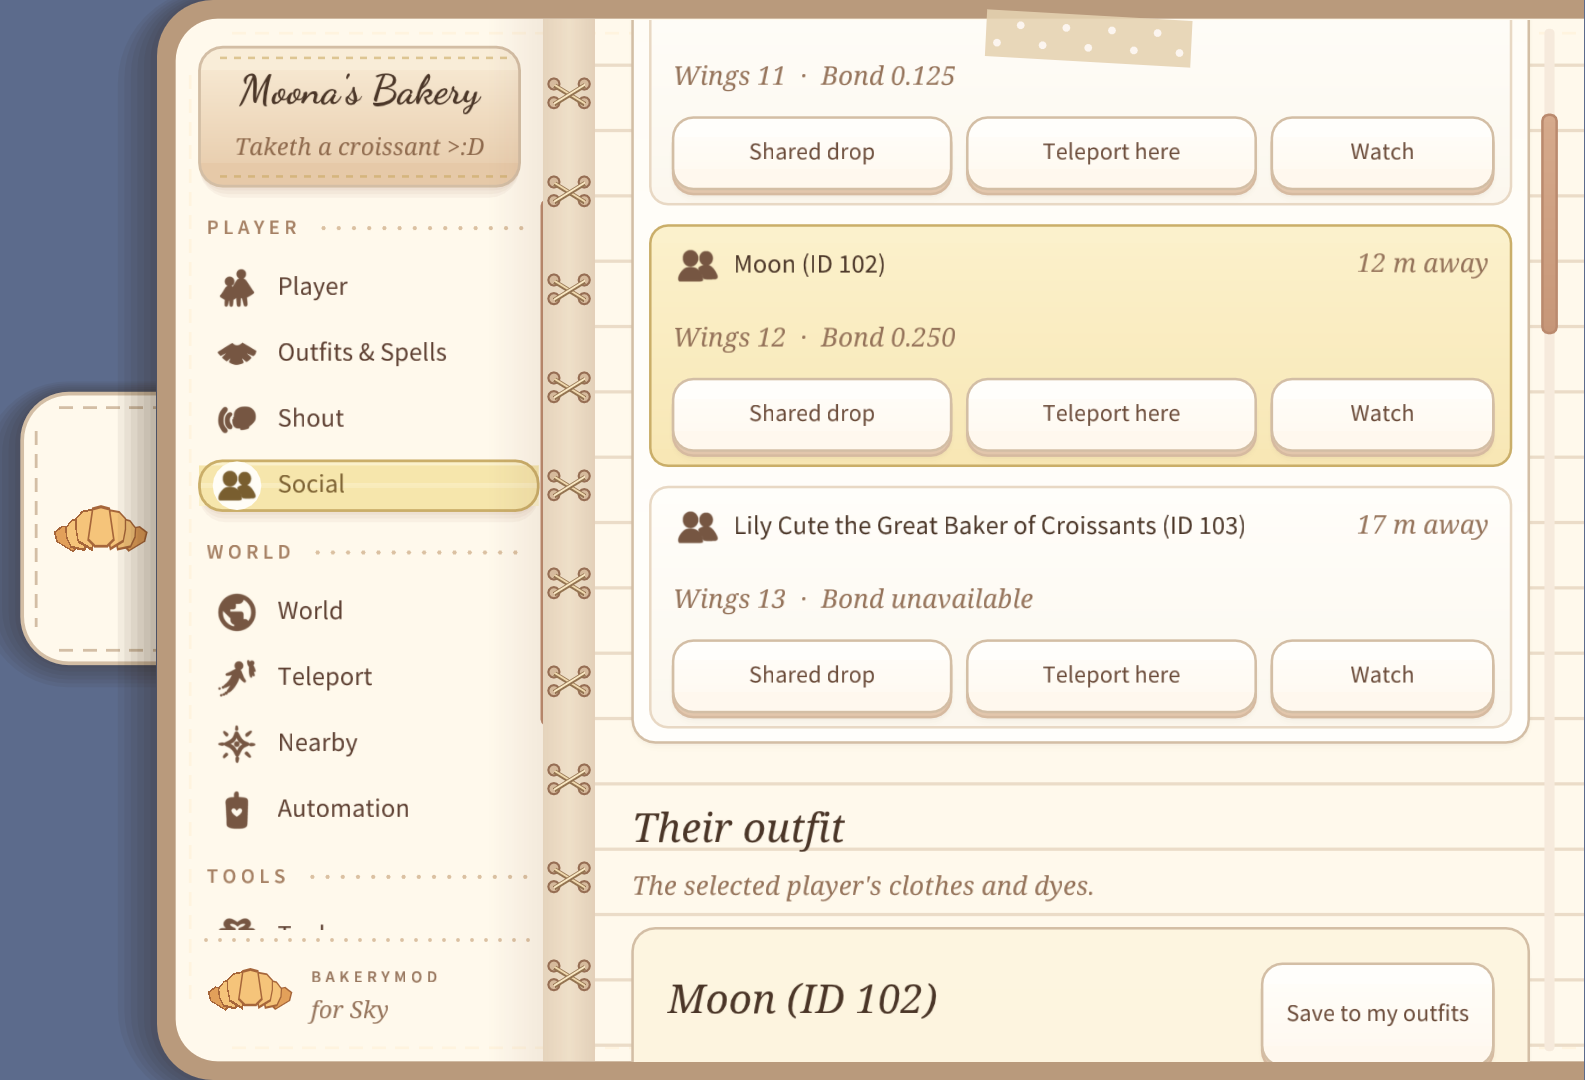 Moona's Bakery
Taketh a croissant >:D
PLAYER
Player
Outfits & Spells
Shout
Social
WORLD
World
Teleport
Nearby
Automation
TOOLS
BAKERYMOD
for Sky
Wings 11 · Bond 0.125
Shared drop Teleport here Watch
Moon (ID 102) 12 m away
Wings 12 · Bond 0.250
Shared drop Teleport here Watch
Lily Cute the Great Baker of Croissants (ID 103) 17 m away
Wings 13 · Bond unavailable
Shared drop Teleport here Watch
Their outfit
The selected player's clothes and dyes.
Moon (ID 102)
Save to my outfits